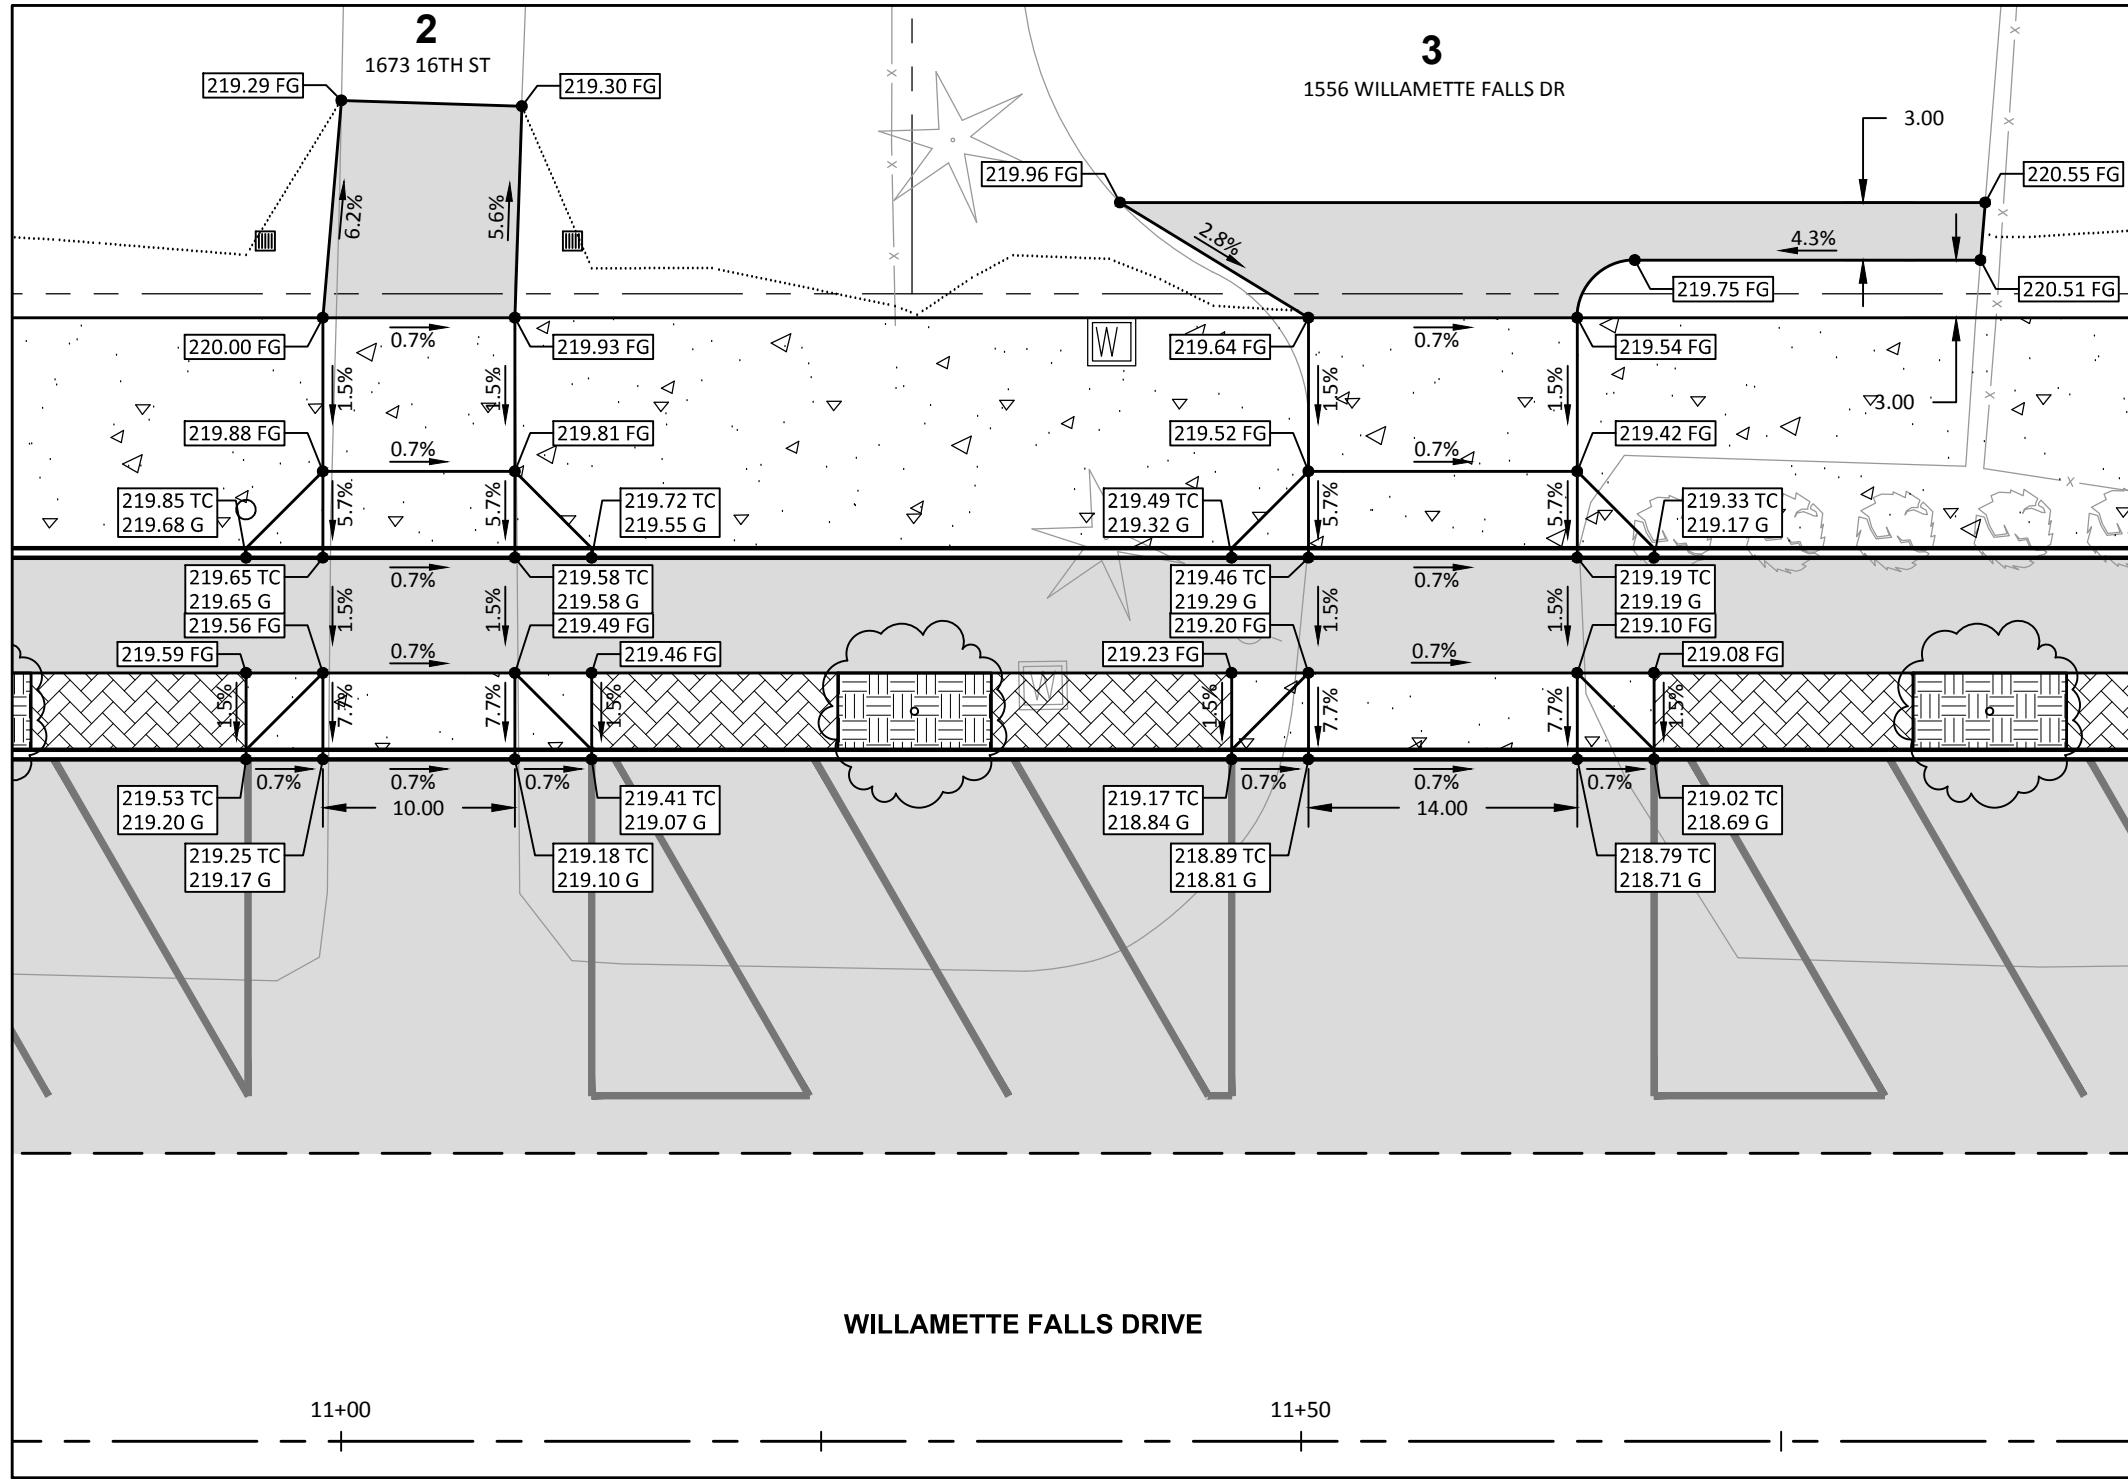 2
1673 16TH ST
3
1556 WILLAMETTE FALLS DR
219.29 FG
219.30 FG
3.00
219.96 FG
220.55 FG
6.2%
5.6%
2.8%
4.3%
219.75 FG
220.51 FG
220.00 FG
0.7%
219.93 FG
W
219.64 FG
0.7%
219.54 FG
1.5%
1.5%
1.5%
1.5%
3.00
219.88 FG
0.7%
219.81 FG
219.52 FG
0.7%
219.42 FG
219.85 TC
219.68 G
5.7%
5.7%
219.72 TC
219.55 G
219.49 TC
219.32 G
5.7%
5.7%
219.33 TC
219.17 G
219.65 TC
219.65 G
0.7%
219.58 TC
219.58 G
219.46 TC
219.29 G
0.7%
219.19 TC
219.19 G
219.56 FG
1.5%
1.5%
219.49 FG
219.20 FG
1.5%
1.5%
219.10 FG
219.59 FG
0.7%
219.46 FG
219.23 FG
0.7%
219.08 FG
W
1.5%
7.7%
7.7%
1.5%
1.5%
7.7%
7.7%
1.5%
0.7%
0.7%
0.7%
0.7%
0.7%
0.7%
219.53 TC
219.20 G
10.00
219.41 TC
219.07 G
219.17 TC
218.84 G
14.00
219.02 TC
218.69 G
219.25 TC
219.17 G
219.18 TC
219.10 G
218.89 TC
218.81 G
218.79 TC
218.71 G
WILLAMETTE FALLS DRIVE
11+00
11+50